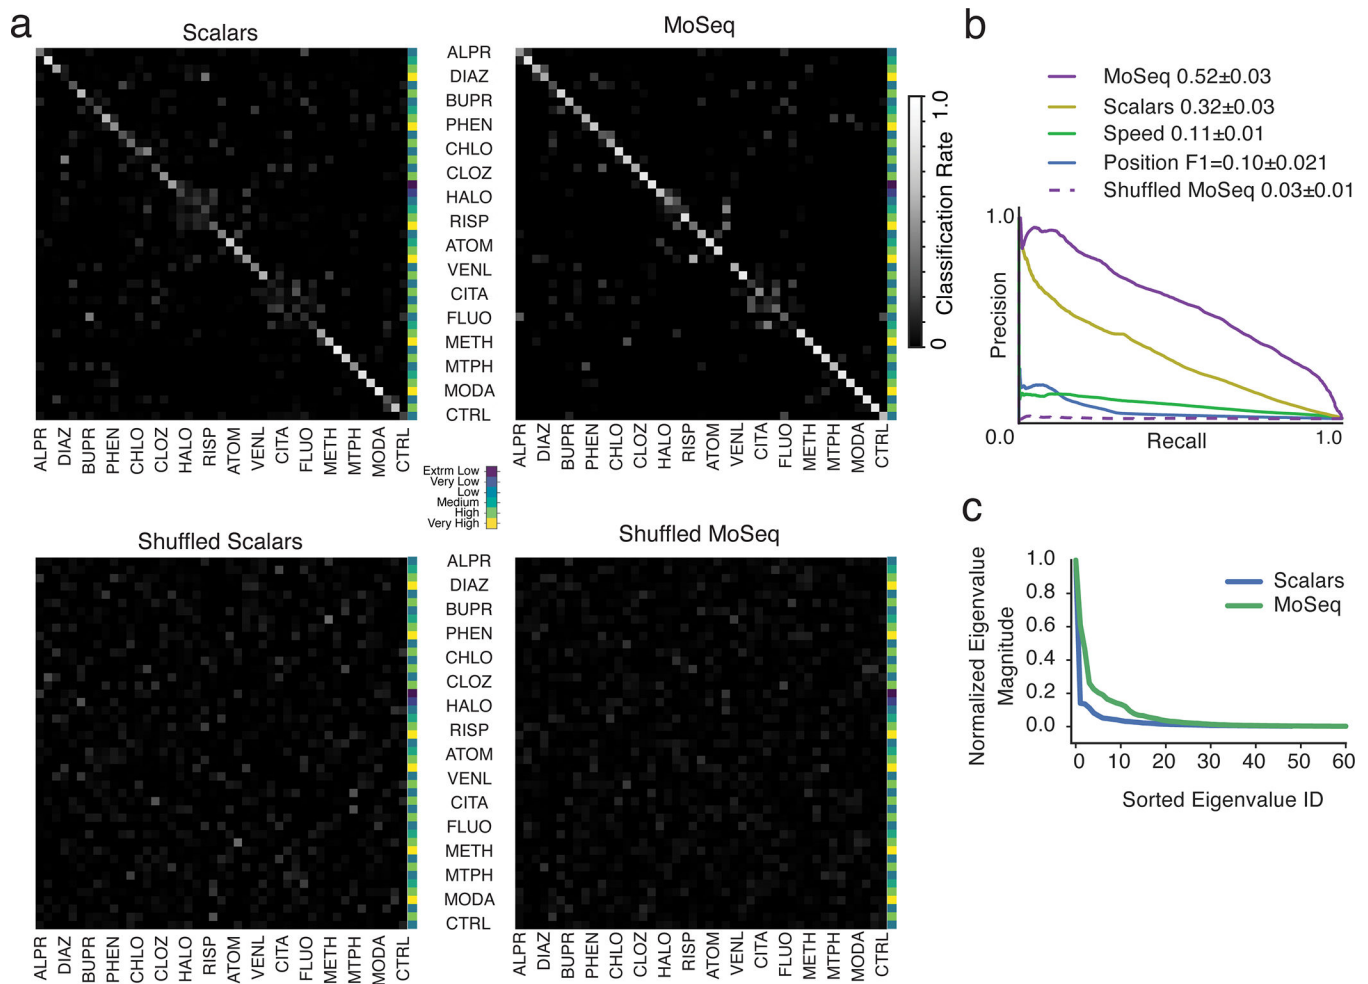 a
Scalars
MoSeq
ALPR
DIAZ
BUPR
PHEN
CHLO
CLOZ
HALO
RISP
ATOM
VENL
CITA
FLUO
METH
MTPH
MODA
CTRL
1.0
Classification Rate
0
ALPR DIAZ BUPR PHEN CHLO CLOZ HALO RISP ATOM VENL CITA FLUO METH MTPH MODA CTRL
ALPR DIAZ BUPR PHEN CHLO CLOZ HALO RISP ATOM VENL CITA FLUO METH MTPH MODA CTRL
Extrm Low
Very Low
Low
Medium
High
Very High
Shuffled Scalars
Shuffled MoSeq
ALPR
DIAZ
BUPR
PHEN
CHLO
CLOZ
HALO
RISP
ATOM
VENL
CITA
FLUO
METH
MTPH
MODA
CTRL
ALPR DIAZ BUPR PHEN CHLO CLOZ HALO RISP ATOM VENL CITA FLUO METH MTPH MODA CTRL
ALPR DIAZ BUPR PHEN CHLO CLOZ HALO RISP ATOM VENL CITA FLUO METH MTPH MODA CTRL
b
MoSeq 0.52±0.03
Scalars 0.32±0.03
Speed 0.11±0.01
Position F1=0.10±0.021
Shuffled MoSeq 0.03±0.01
1.0
Precision
0.0
Recall
1.0
c
Normalized Eigenvalue
Magnitude
1.0
0.8
0.6
0.4
0.2
0.0
Scalars
MoSeq
0 10 20 30 40 50 60
Sorted Eigenvalue ID